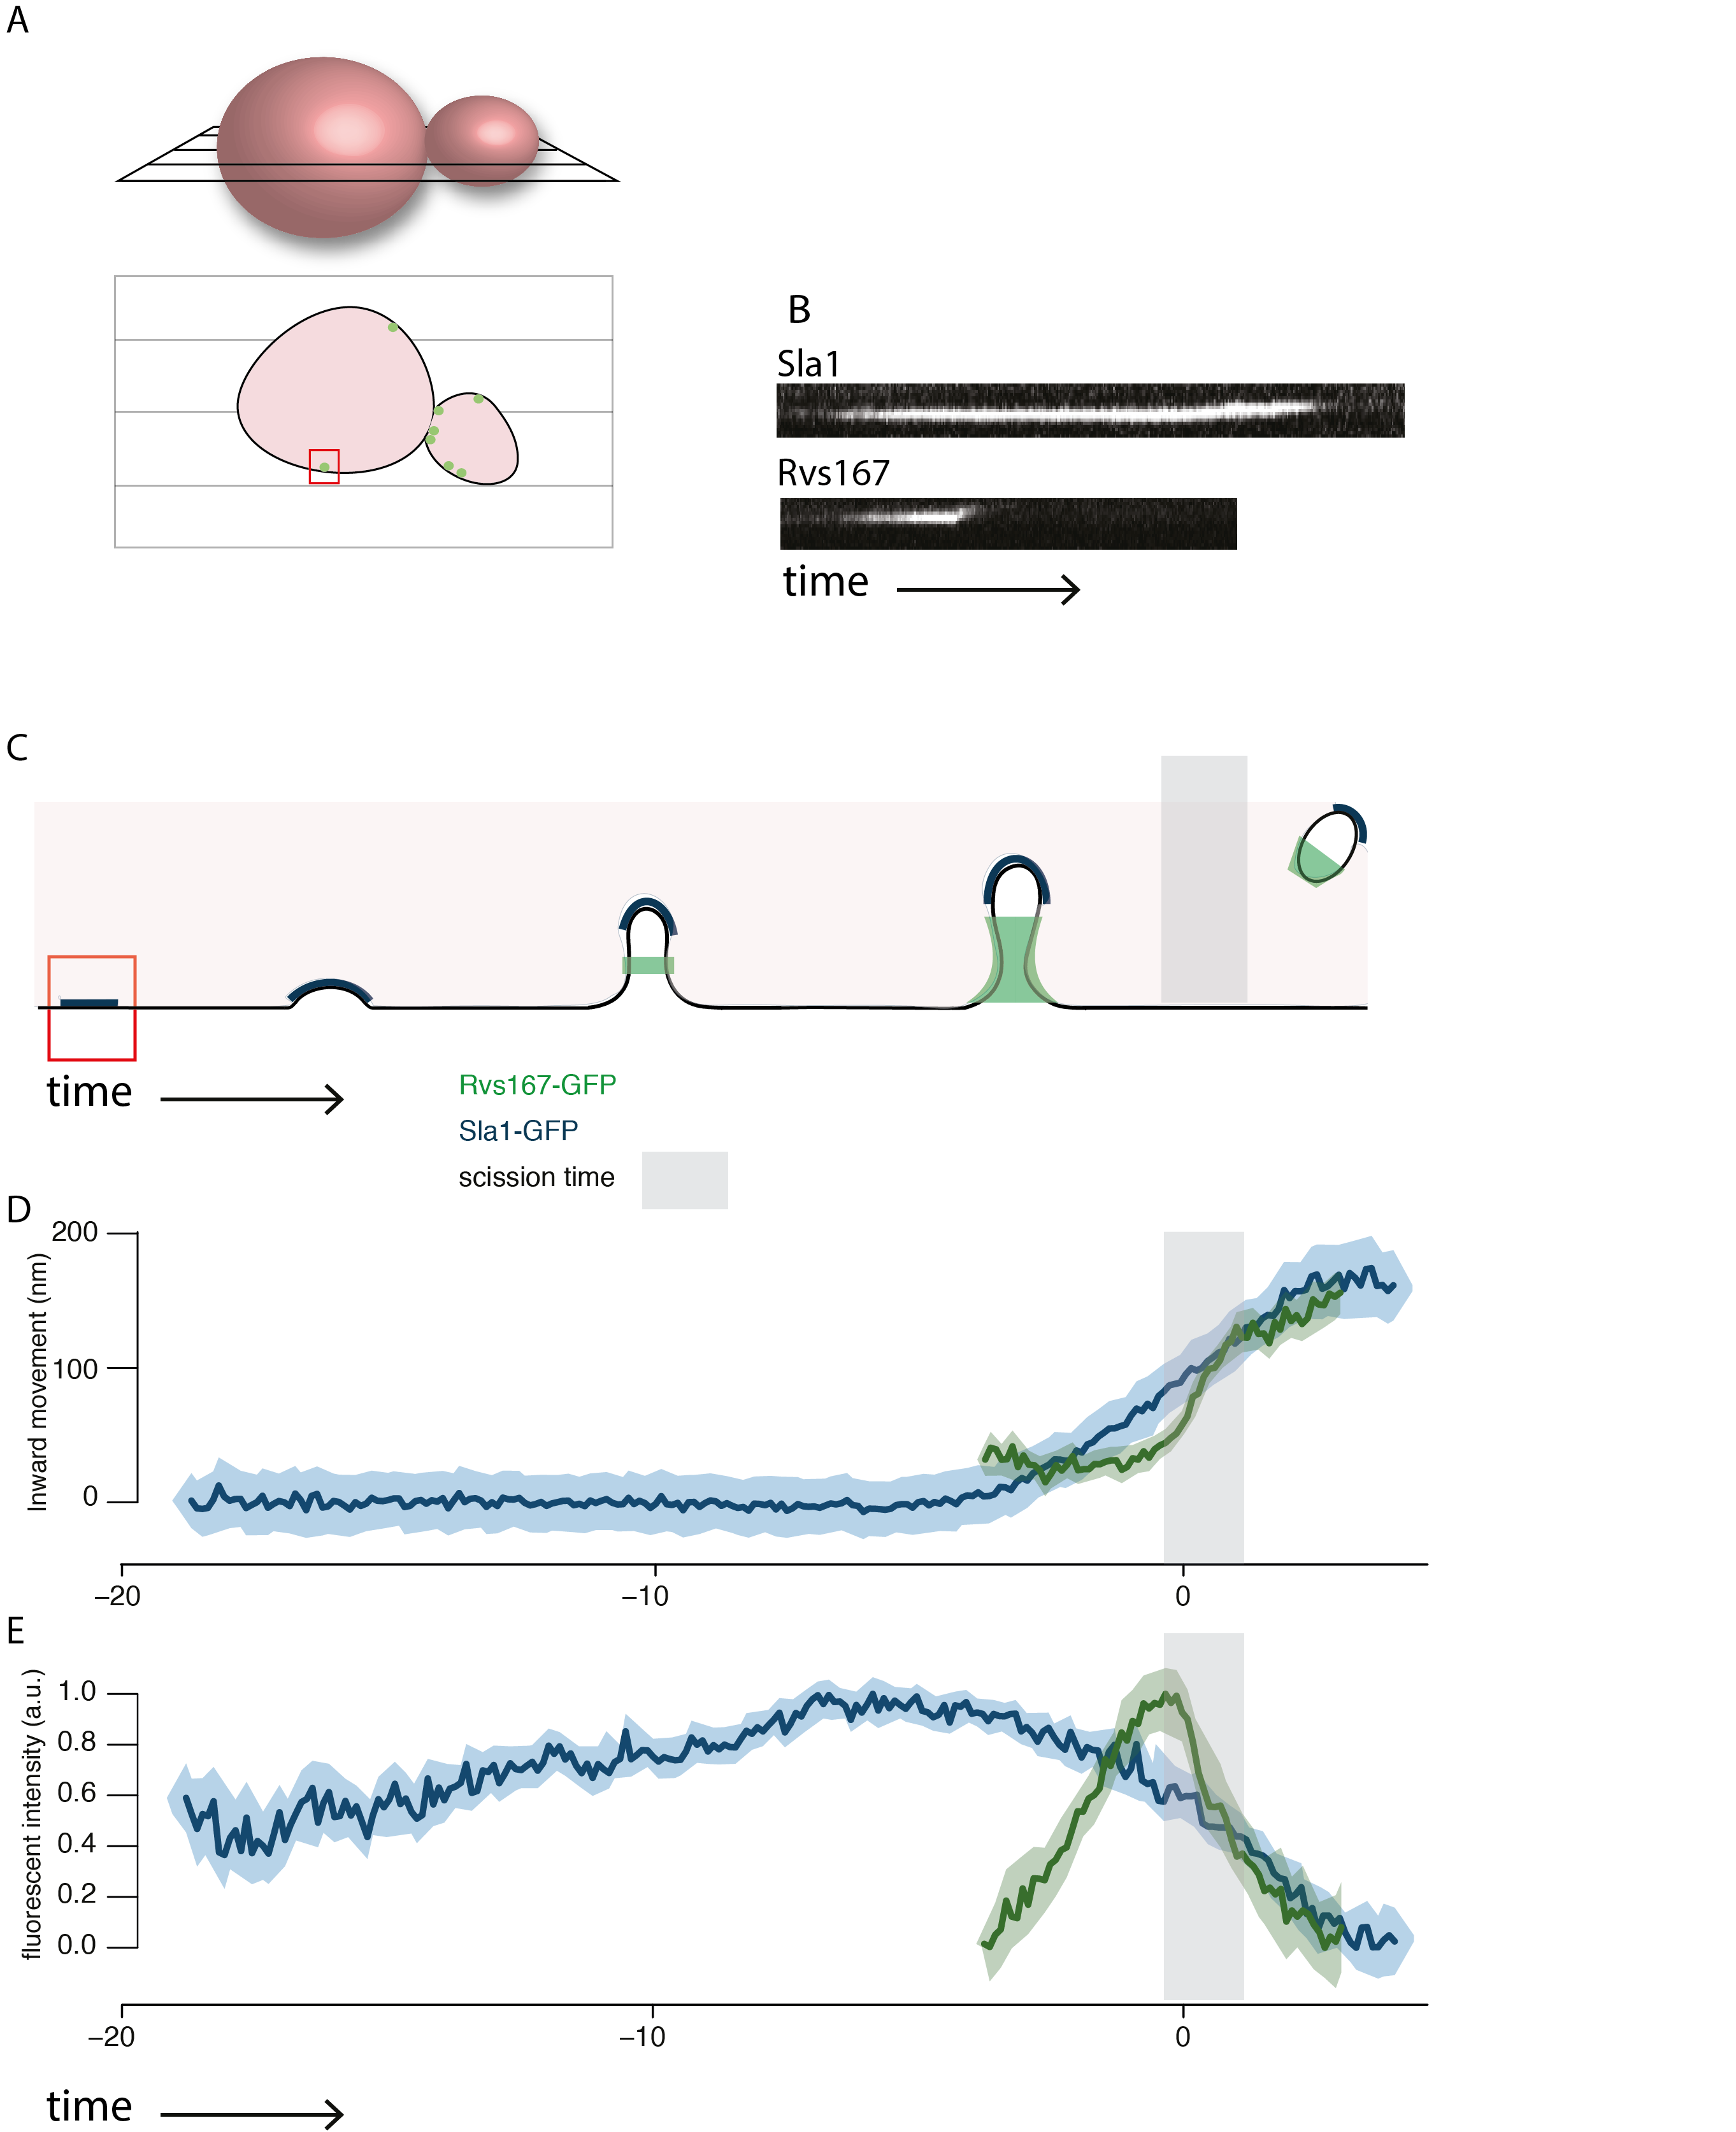 A
B
Sla1
Rvs167
time
C
time
Rvs167-GFP
Sla1-GFP
scission time
D
Inward movement (nm)
200
100
0
−20
−10
0
E
fluorescent intensity (a.u.)
1.0
0.8
0.6
0.4
0.2
0.0
−20
−10
0
time